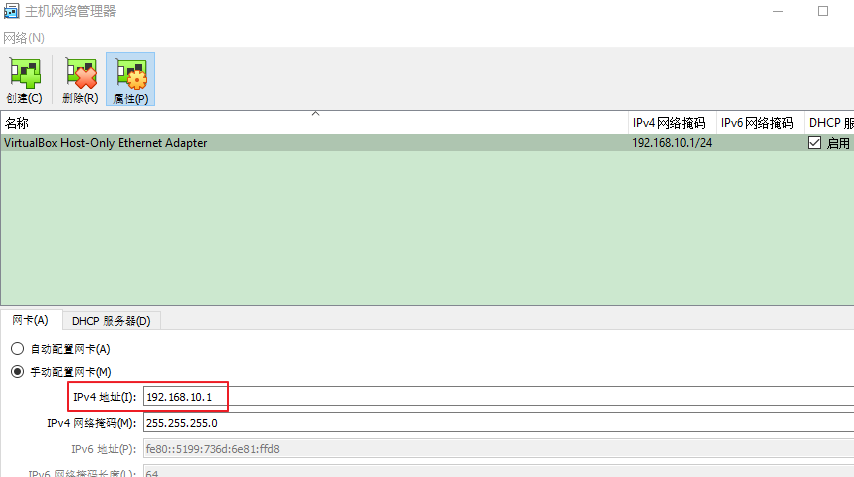 主机网络管理器
网络(N)
创建(C) 删除(R) 属性(P)
名称 IPv4 网络掩码 IPv6 网络掩码 DHCP 服
VirtualBox Host-Only Ethernet Adapter 192.168.10.1/24 启用
网卡(A) DHCP 服务器(D)
自动配置网卡(A)
手动配置网卡(M)
IPv4 地址(I): 192.168.10.1
IPv4 网络掩码(M): 255.255.255.0
IPv6 地址(P): fe80::5199:736d:6e81:ffd8
IPv6 网络掩码长度(L): 64